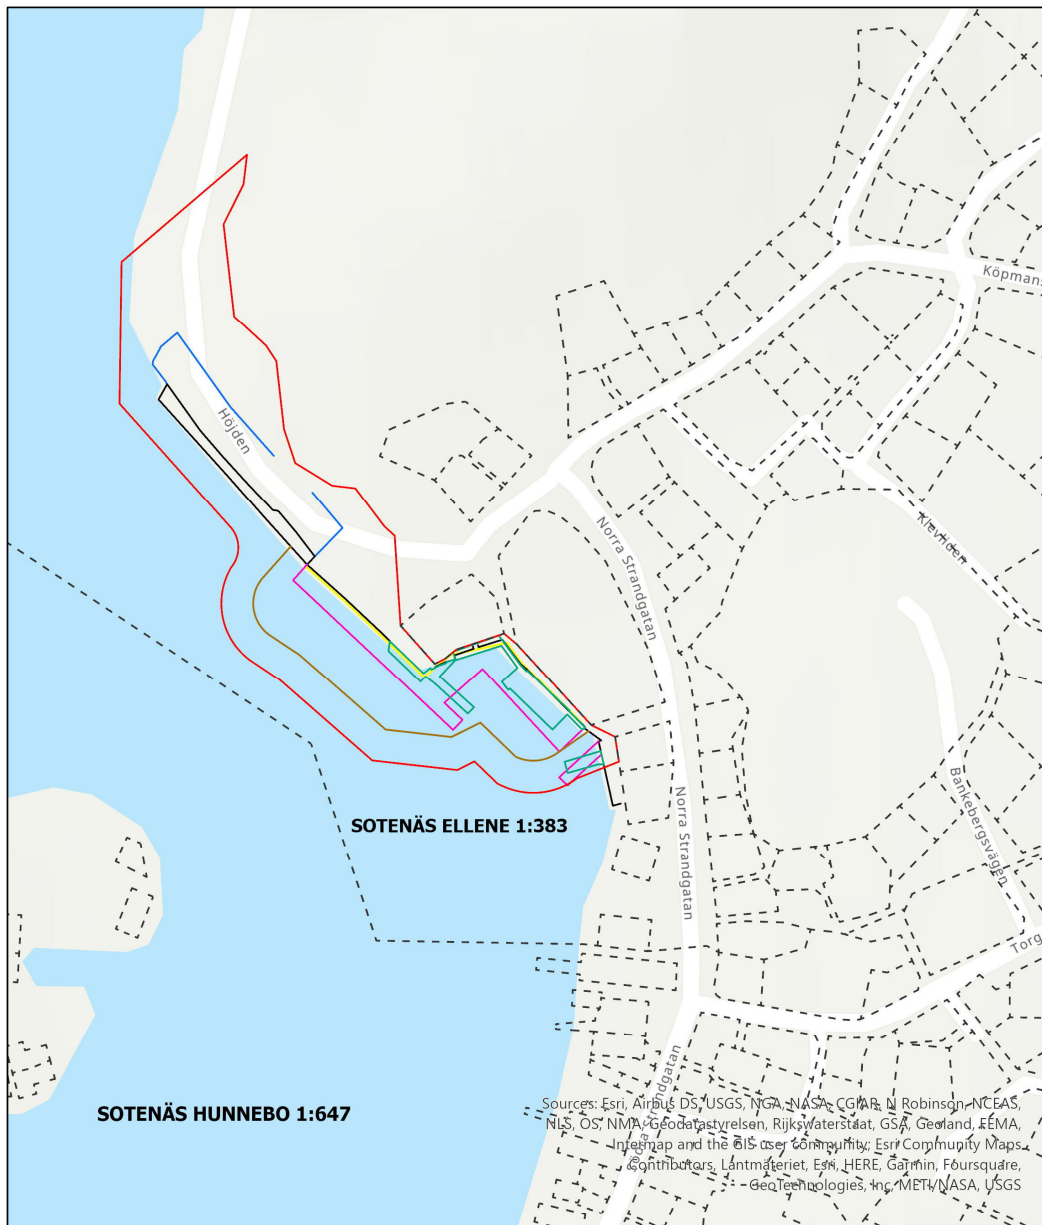 Köpmans
Höjden
Norra Strandgatan
Klevliden
Bankebergsvägen
Norra Strandgatan
SOTENÄS ELLENE 1:383
Torg
SOTENÄS HUNNEBO 1:647
Södra Strandgatan
Sources: Esri, Airbus DS, USGS, NGA, NASA, CGIAR, N Robinson, NCEAS,
NLS, OS, NMA, Geodatastyrelsen, Rijkswaterstaat, GSA, Geoland, FEMA,
Intermap and the GIS user community; Esri Community Maps
Contributors, Lantmäteriet, Esri, HERE, Garmin, Foursquare,
GeoTechnologies, Inc, METI/NASA, USGS